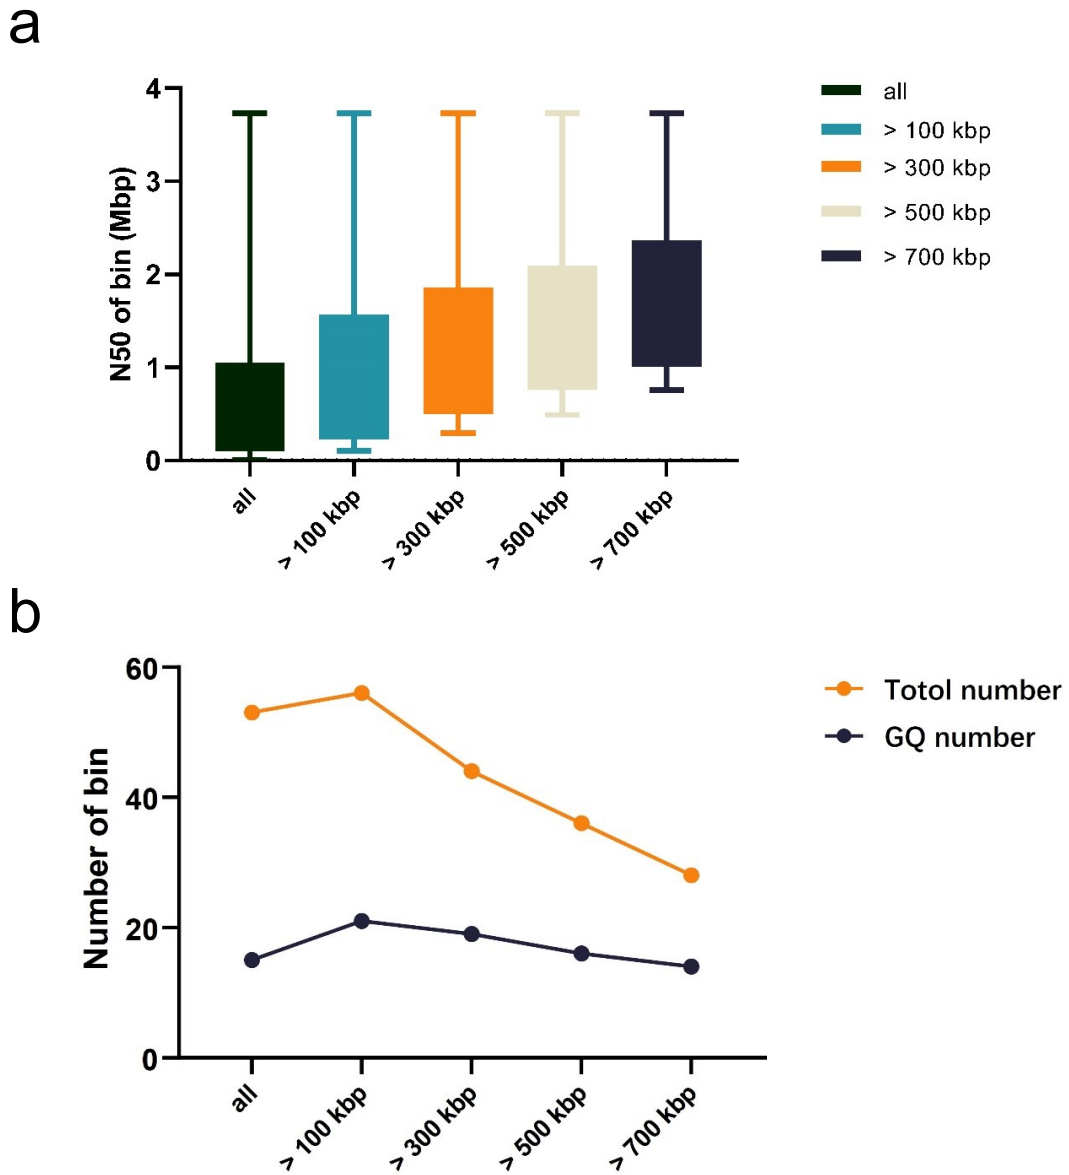 a
4
3
2
1
0
N50 of bin (Mbp)
all
> 100 kbp
> 300 kbp
> 500 kbp
> 700 kbp
all
> 100 kbp
> 300 kbp
> 500 kbp
> 700 kbp
b
60
40
20
0
Number of bin
all
> 100 kbp
> 300 kbp
> 500 kbp
> 700 kbp
Totol number
GQ number